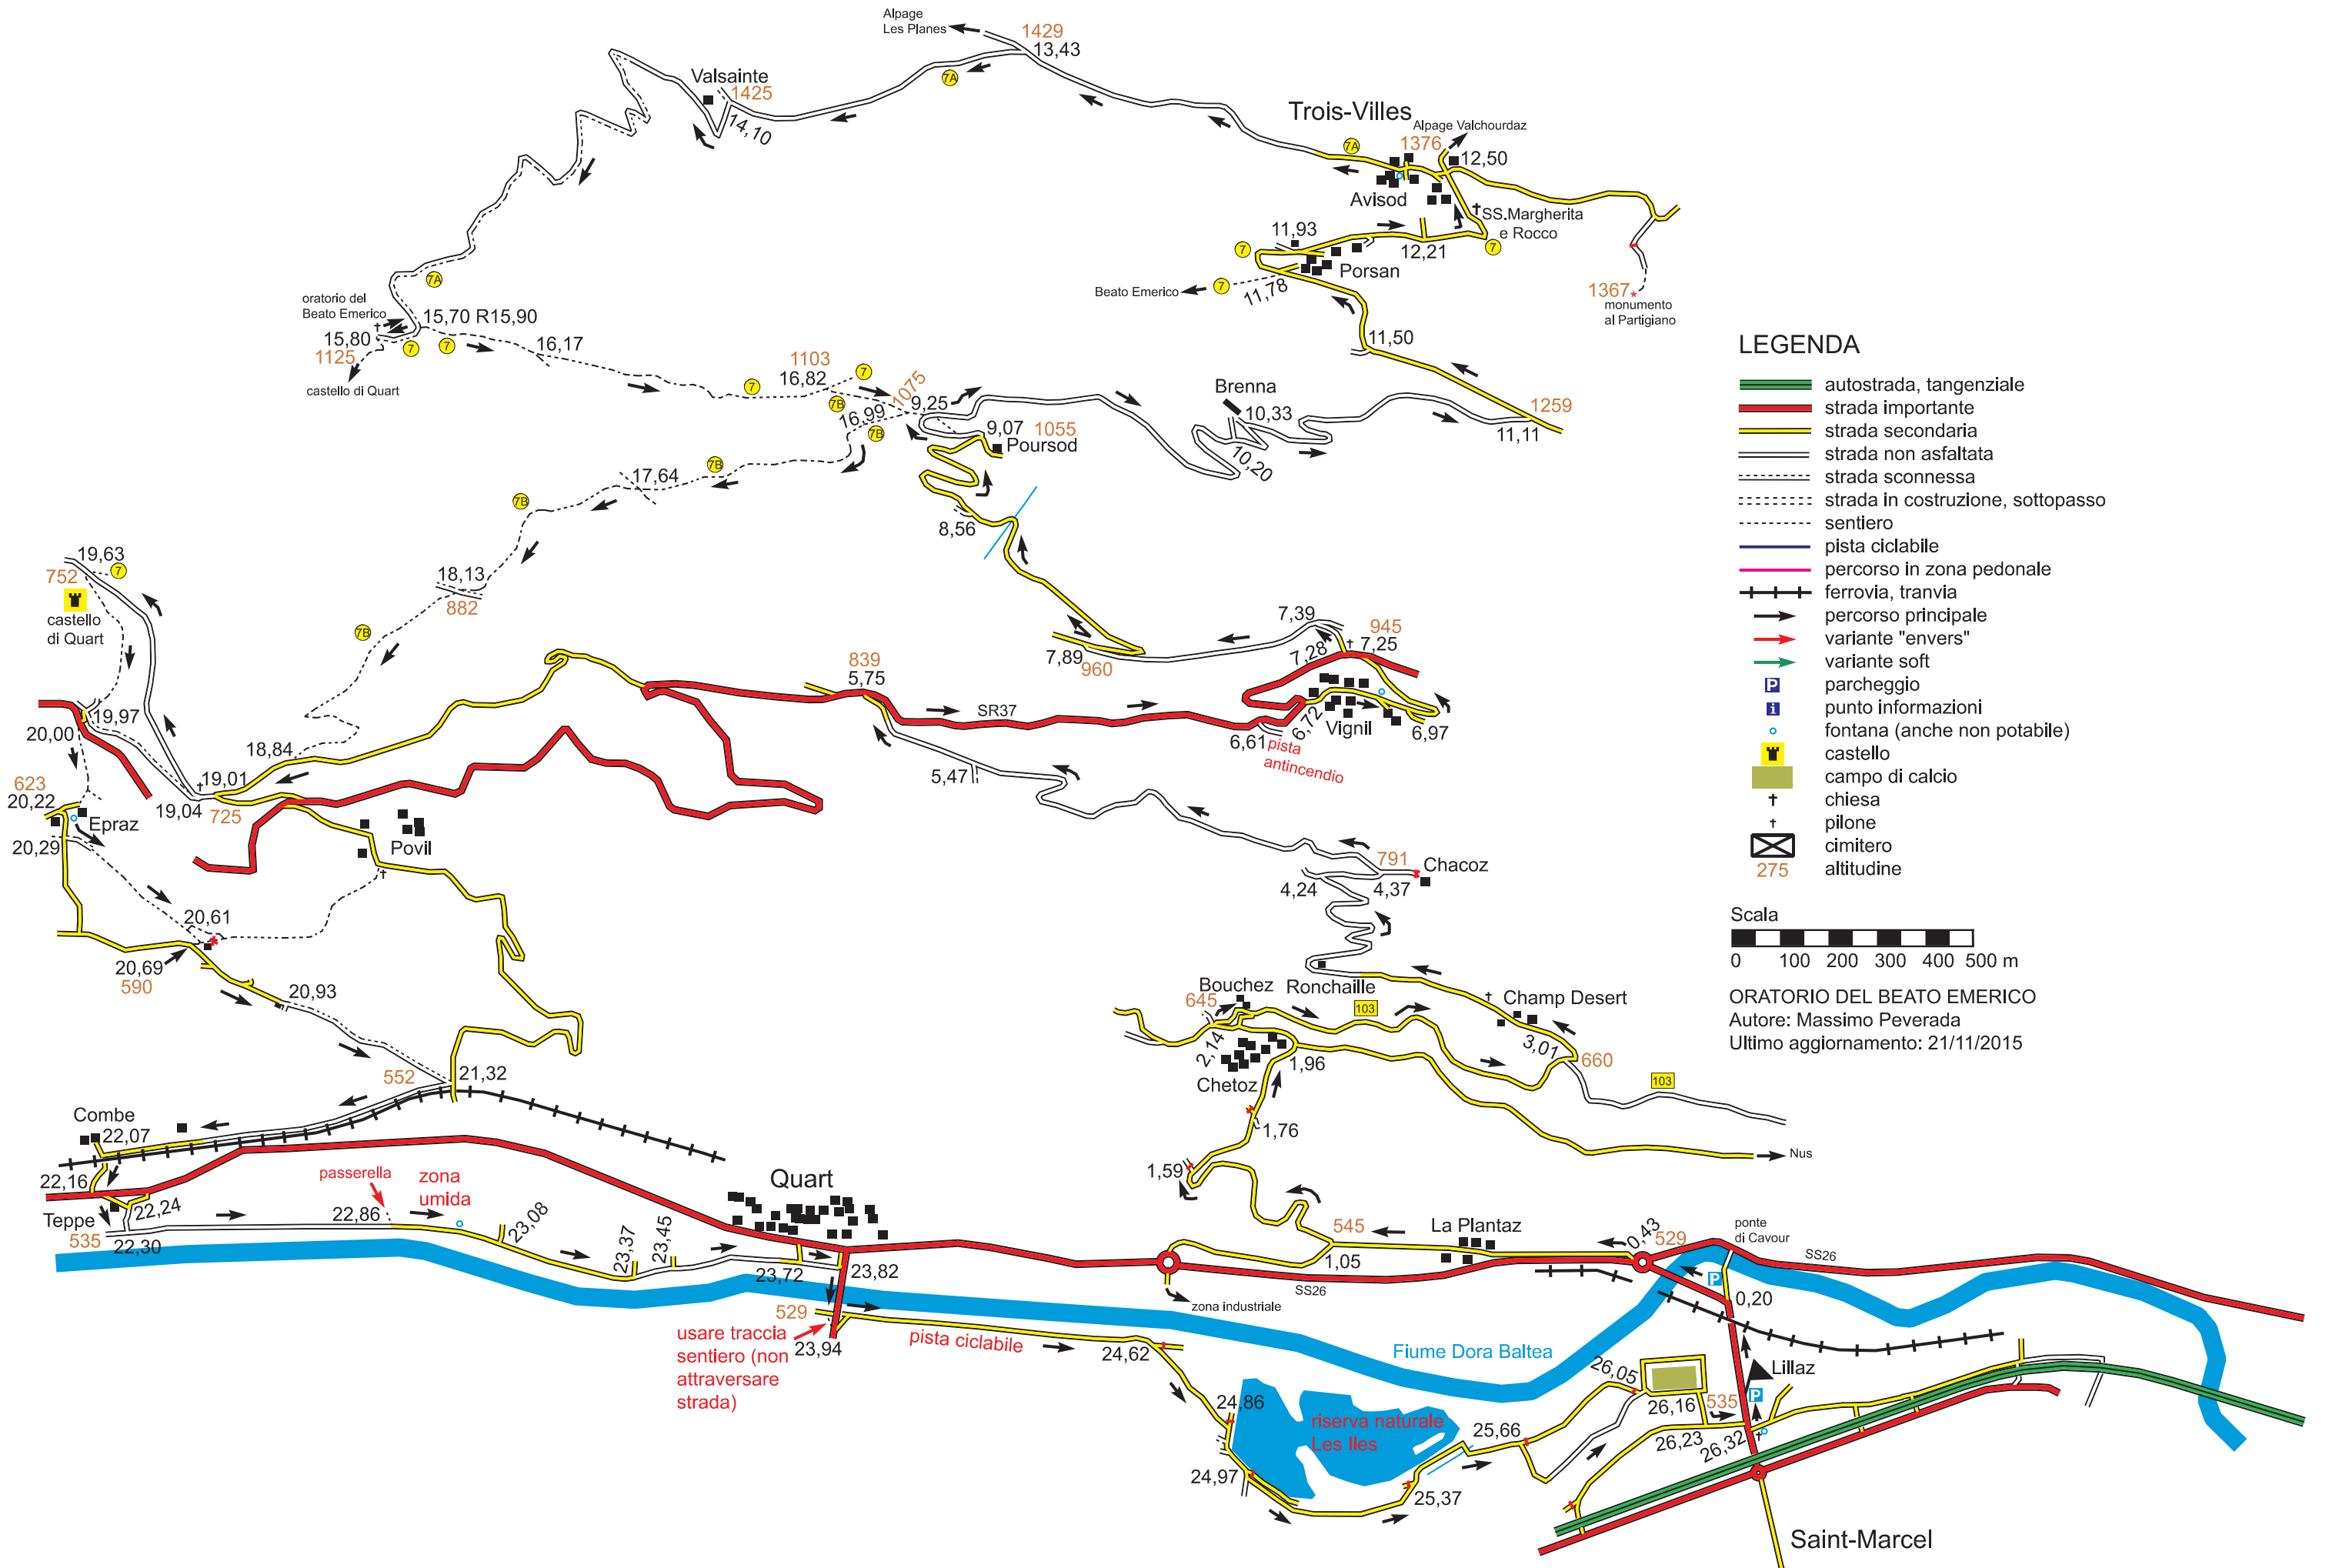 Alpage
Les Planes
1429
13,43
7A
Valsainte
1425
14,10
Trois-Villes
Alpage Valchourdaz
7A
1376
12,50
Avisod
SS.Margherita
e Rocco
7
11,93
12,21
7
Porsan
7
Beato Emerico
11,78
1367
monumento
al Partigiano
11,50
7A
oratorio del
Beato Emerico
15,70 R15,90
15,80
1125
7
7
castello di Quart
16,17
1103
16,82
7
7
7B
1075
9,25
16,99
7B
9,07
1055
Poursod
Brenna
10,33
10,20
1259
11,11
7B
17,64
7B
8,56
19,63
752
7
castello
di Quart
18,13
882
7B
7,39
945
7,25
7,28
7,89
960
839
5,75
SR37
6,72
Vignil
6,61
6,97
pista
antincendio
19,97
20,00
18,84
19,01
19,04
725
623
20,22
Epraz
20,29
Povil
5,47
791
Chacoz
4,24
4,37
20,61
20,69
590
20,93
Bouchez
645
Ronchaille
103
Champ Desert
3,01
660
2,14
1,96
Chetoz
103
552
21,32
1,76
Nus
Combe
22,07
22,16
1,59
passerella
zona
umida
22,86
22,24
Teppe
535
22,30
23,08
23,37
23,45
Quart
23,72
23,82
545
1,05
La Plantaz
0,43
529
ponte
di Cavour
SS26
SS26
P
0,20
zona industriale
529
usare traccia
sentiero (non
attraversare
strada)
23,94
pista ciclabile
24,62
Fiume Dora Baltea
Lillaz
P
26,05
26,16
535
24,86
riserva naturale
Les Iles
25,66
26,23
26,32
24,97
25,37
Saint-Marcel
LEGENDA
autostrada, tangenziale
strada importante
strada secondaria
strada non asfaltata
strada sconnessa
strada in costruzione, sottopasso
sentiero
pista ciclabile
percorso in zona pedonale
ferrovia, tranvia
percorso principale
variante "envers"
variante soft
P parcheggio
i punto informazioni
fontana (anche non potabile)
castello
campo di calcio
chiesa
pilone
cimitero
275 altitudine
Scala
0 100 200 300 400 500 m
ORATORIO DEL BEATO EMERICO
Autore: Massimo Peverada
Ultimo aggiornamento: 21/11/2015